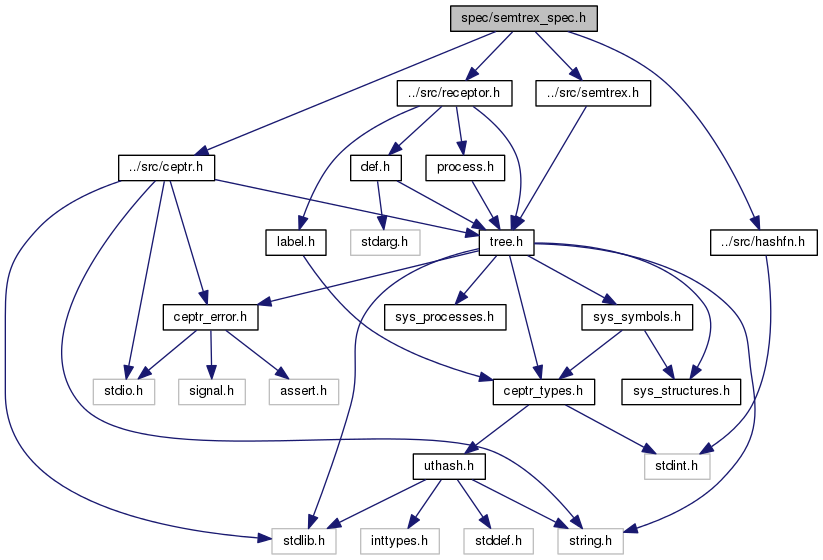 spec/semtrex_spec.h
../src/receptor.h
../src/semtrex.h
../src/ceptr.h
def.h
process.h
label.h
stdarg.h
tree.h
../src/hashfn.h
ceptr_error.h
sys_processes.h
sys_symbols.h
stdio.h
signal.h
assert.h
ceptr_types.h
sys_structures.h
uthash.h
stdint.h
stdlib.h
inttypes.h
stddef.h
string.h